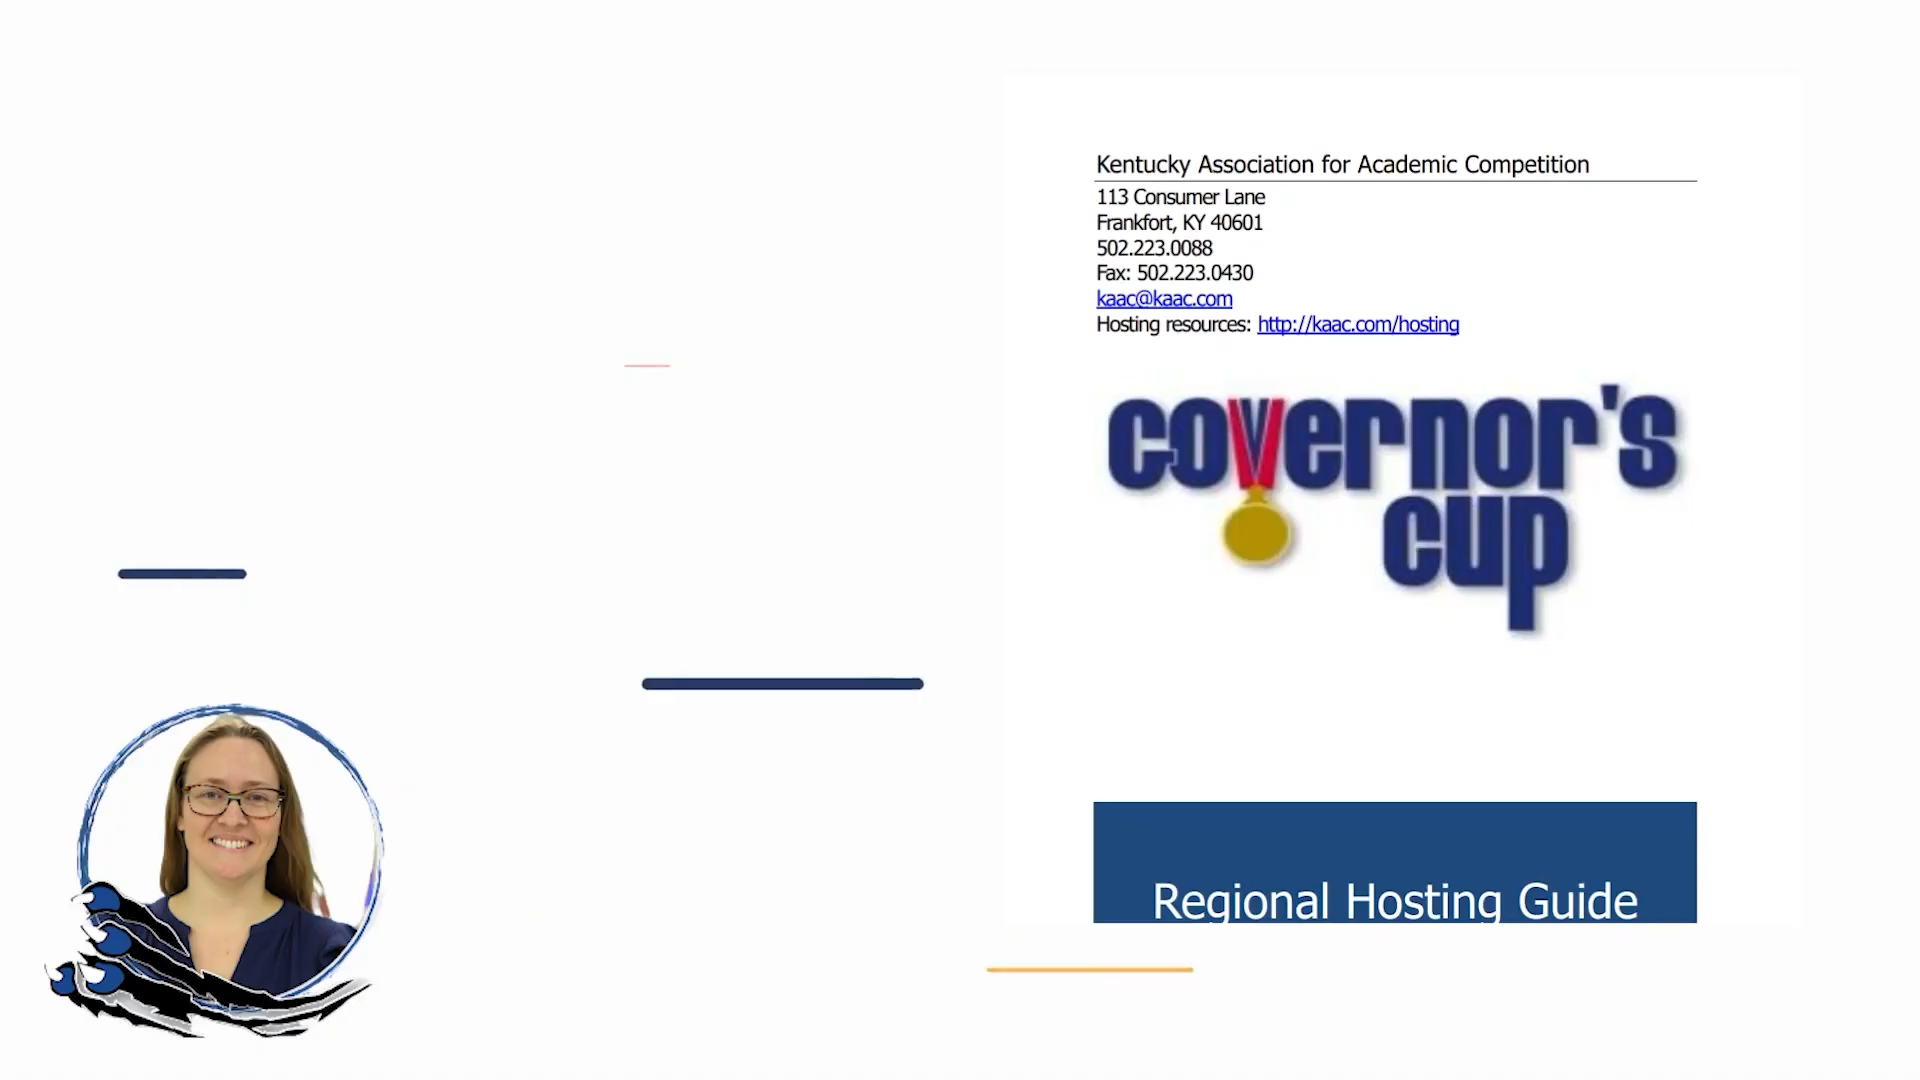 Kentucky Association for Academic Competition
113 Consumer Lane
Frankfort, KY 40601
502.223.0088
Fax: 502.223.0430
kaac@kaac.com
Hosting resources: http://kaac.com/hosting
Governor's
cup
Regional Hosting Guide